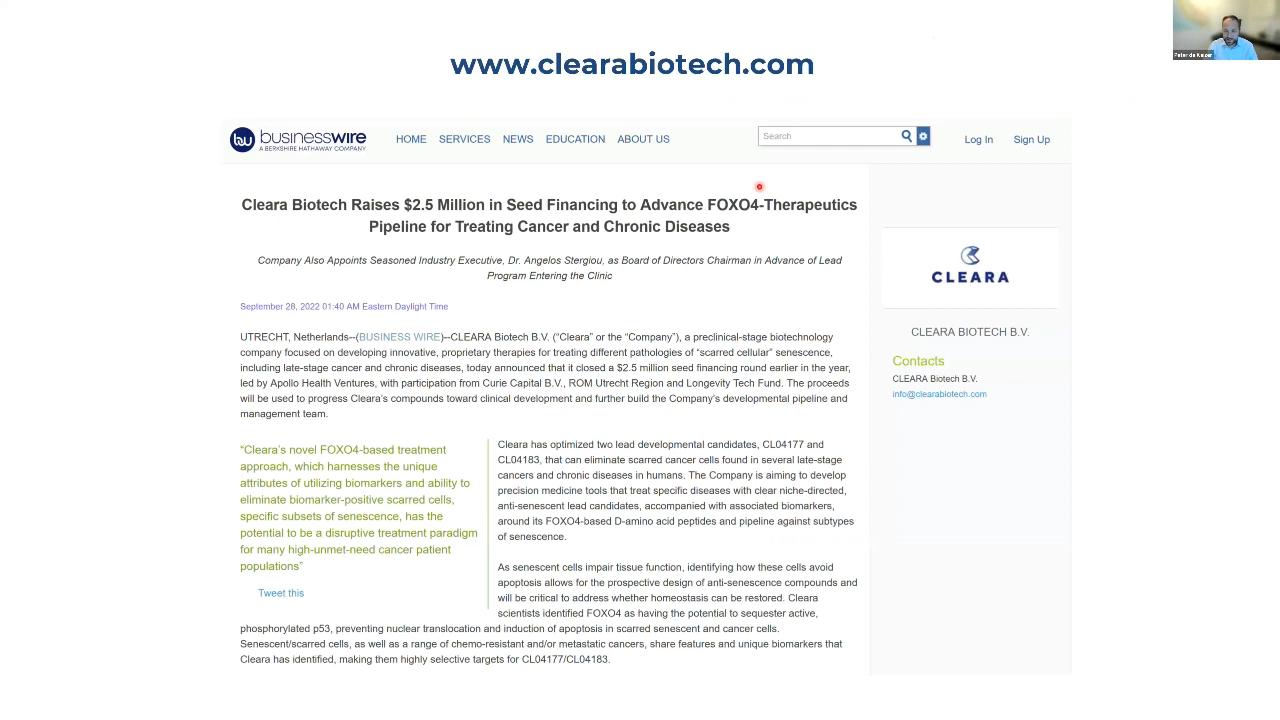 www.clearabiotech.com
Peter de Keizer
bw businesswire
A BERKSHIRE HATHAWAY COMPANY
HOME SERVICES NEWS EDUCATION ABOUT US
Search
Log In Sign Up
Cleara Biotech Raises $2.5 Million in Seed Financing to Advance FOXO4-Therapeutics
Pipeline for Treating Cancer and Chronic Diseases
Company Also Appoints Seasoned Industry Executive, Dr. Angelos Stergiou, as Board of Directors Chairman in Advance of Lead
Program Entering the Clinic
September 28, 2022 01:40 AM Eastern Daylight Time
UTRECHT, Netherlands--(BUSINESS WIRE)--CLEARA Biotech B.V. (“Cleara” or the “Company”), a preclinical-stage biotechnology
company focused on developing innovative, proprietary therapies for treating different pathologies of “scarred cellular” senescence,
including late-stage cancer and chronic diseases, today announced that it closed a $2.5 million seed financing round earlier in the year,
led by Apollo Health Ventures, with participation from Curie Capital B.V., ROM Utrecht Region and Longevity Tech Fund. The proceeds
will be used to progress Cleara's compounds toward clinical development and further build the Company's developmental pipeline and
management team.
“Cleara's novel FOXO4-based treatment
approach, which harnesses the unique
attributes of utilizing biomarkers and ability to
eliminate biomarker-positive scarred cells,
specific subsets of senescence, has the
potential to be a disruptive treatment paradigm
for many high-unmet-need cancer patient
populations”
Tweet this
Cleara has optimized two lead developmental candidates, CL04177 and
CL04183, that can eliminate scarred cancer cells found in several late-stage
cancers and chronic diseases in humans. The Company is aiming to develop
precision medicine tools that treat specific diseases with clear niche-directed,
anti-senescent lead candidates, accompanied with associated biomarkers,
around its FOXO4-based D-amino acid peptides and pipeline against subtypes
of senescence.
As senescent cells impair tissue function, identifying how these cells avoid
apoptosis allows for the prospective design of anti-senescence compounds and
will be critical to address whether homeostasis can be restored. Cleara
scientists identified FOXO4 as having the potential to sequester active,
phosphorylated p53, preventing nuclear translocation and induction of apoptosis in scarred senescent and cancer cells.
Senescent/scarred cells, as well as a range of chemo-resistant and/or metastatic cancers, share features and unique biomarkers that
Cleara has identified, making them highly selective targets for CL04177/CL04183.
CLEARA
CLEARA BIOTECH B.V.
Contacts
CLEARA Biotech B.V.
info@clearabiotech.com